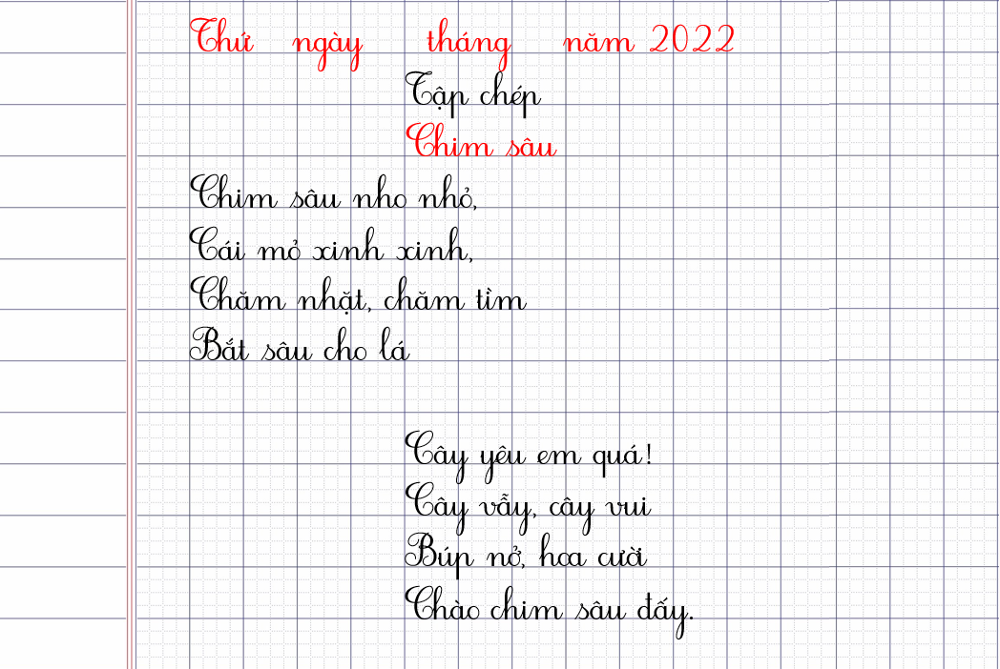 Thứ ngày tháng năm 2022
Tập chép
Chim sâu
Chim sâu nho nhỏ,
Cái mỏ xinh xinh,
Chăm nhặt, chăm tìm
Bắt sâu cho lá
Cây yêu em quá!
Cây vẫy, cây vui
Búp nở, hoa cười
Chào chim sâu đấy.